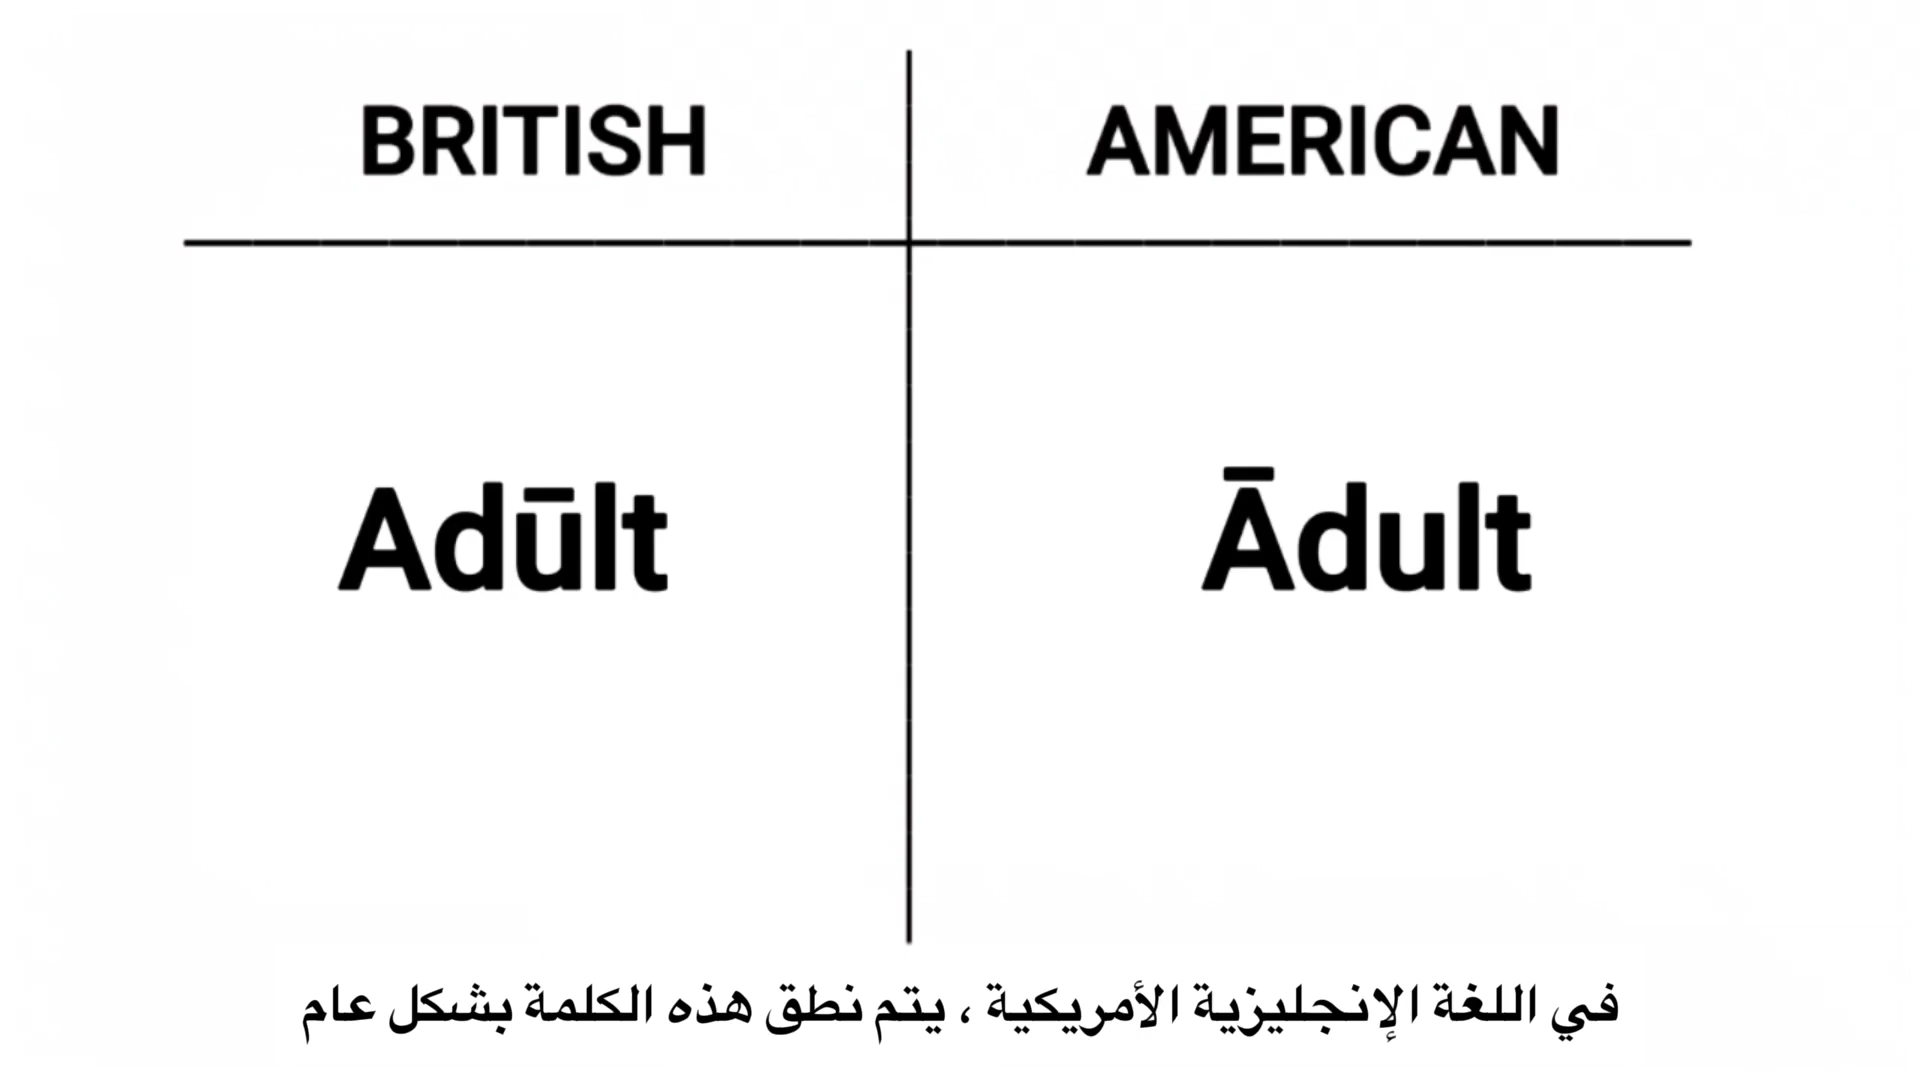 BRITISH
AMERICAN
Adūlt
Ādult
في اللغة الإنجليزية الأمريكية ، يتم نطق هذه الكلمة بشكل عام